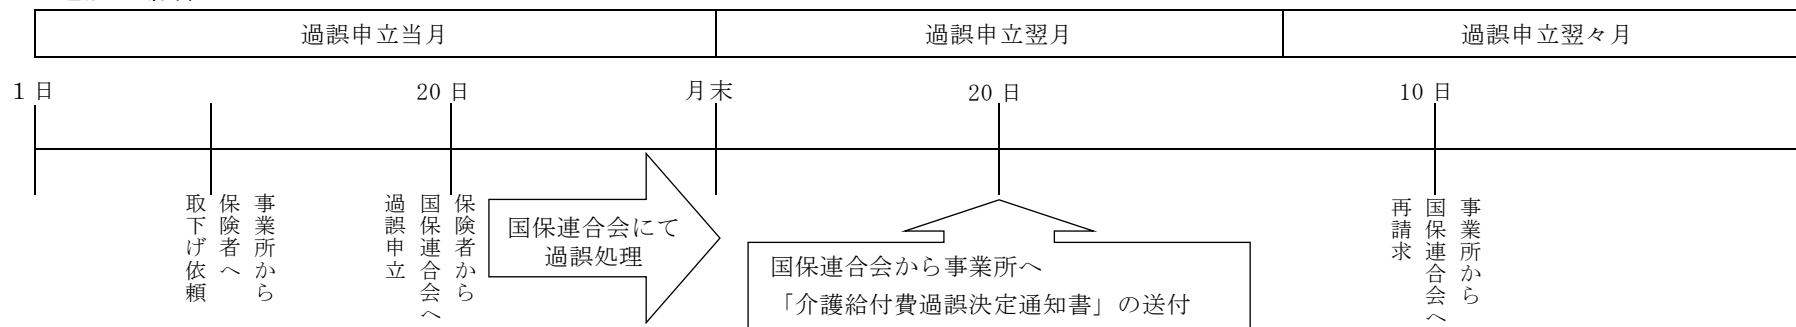 過誤申立当月
過誤申立翌月
過誤申立翌々月
1日
20日
月末
20日
10日
事業所から
保険者へ
取下げ依頼
保険者から
国保連合会へ
過誤申立
国保連合会にて
過誤処理
国保連合会から事業所へ
「介護給付費過誤決定通知書」の送付
事業所から
国保連合会へ
再請求